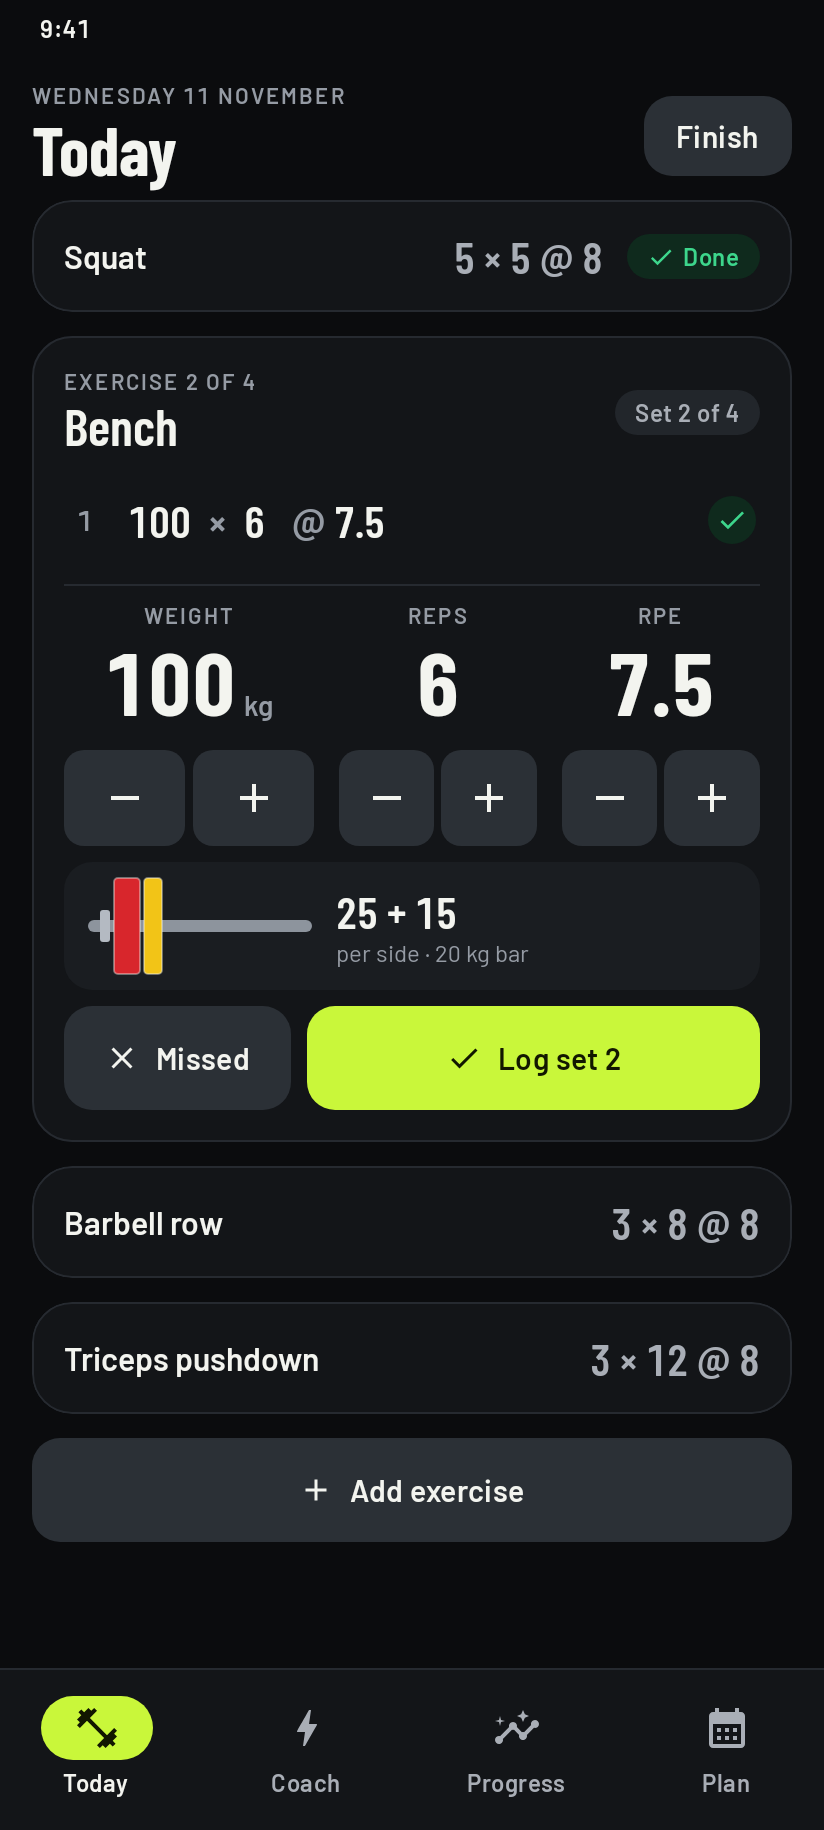 9:41
WEDNESDAY 11 NOVEMBER
Today
Finish
Squat 5 × 5 @ 8 Done
EXERCISE 2 OF 4
Bench
Set 2 of 4
1 100 × 6 @ 7.5
WEIGHT REPS RPE
100 kg 6 7.5
25 + 15
per side · 20 kg bar
Missed Log set 2
Barbell row 3 × 8 @ 8
Triceps pushdown 3 × 12 @ 8
Add exercise
Today Coach Progress Plan